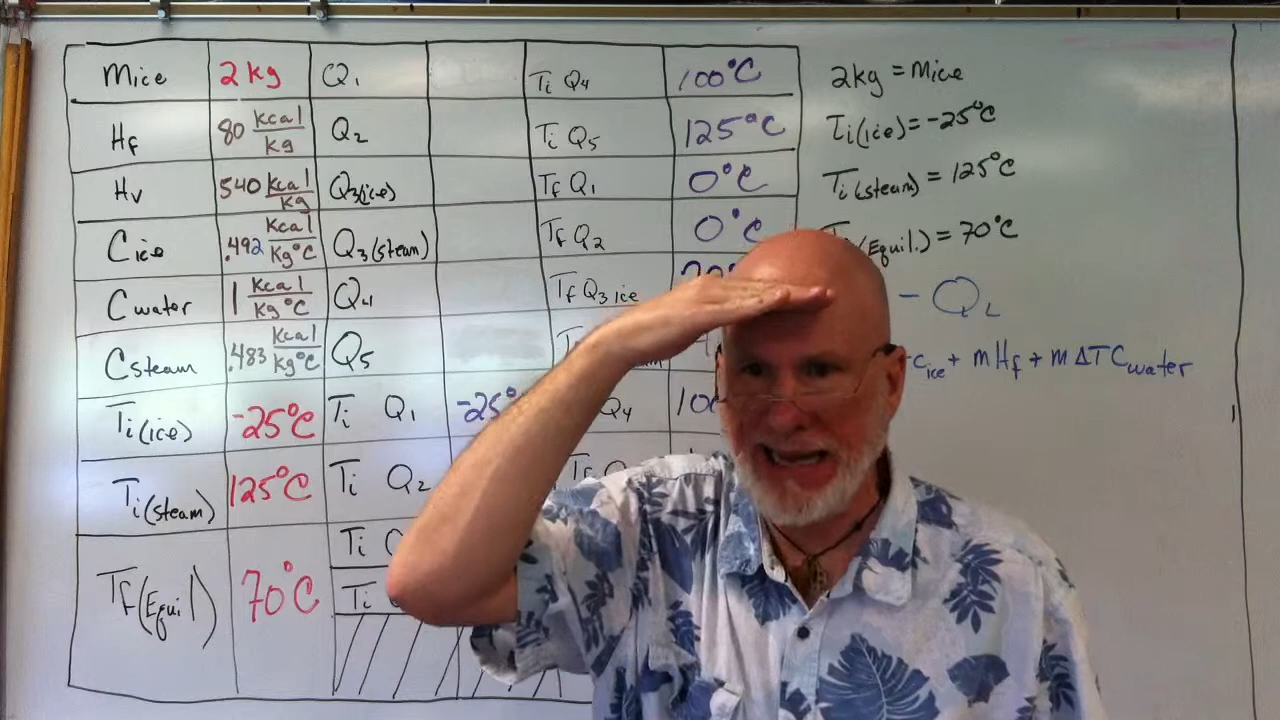 Mice 2 kg Q1 Ti Q4 100°C
Hf 80 kcal/kg Q2 Ti Q5 125°C
Hv 540 kcal/kg Q3(ice) Tf Q1 0°C
Cice .492 kcal/kg°C Q3(steam) Tf Q2 0°C
Cwater 1 kcal/kg°C Q4 Tf Q3 ice
Csteam .483 kcal/kg°C Q5
Ti(ice) -25°C Ti Q1 -25° Q4
Ti(steam) 125°C Ti Q2
Tf(Equil) 70°C Ti
Ti
2kg = Mice
Ti(ice) = -25°C
Ti(steam) = 125°C
(Equil.) = 70°C
- QL
cice + mHf + mΔTCwater